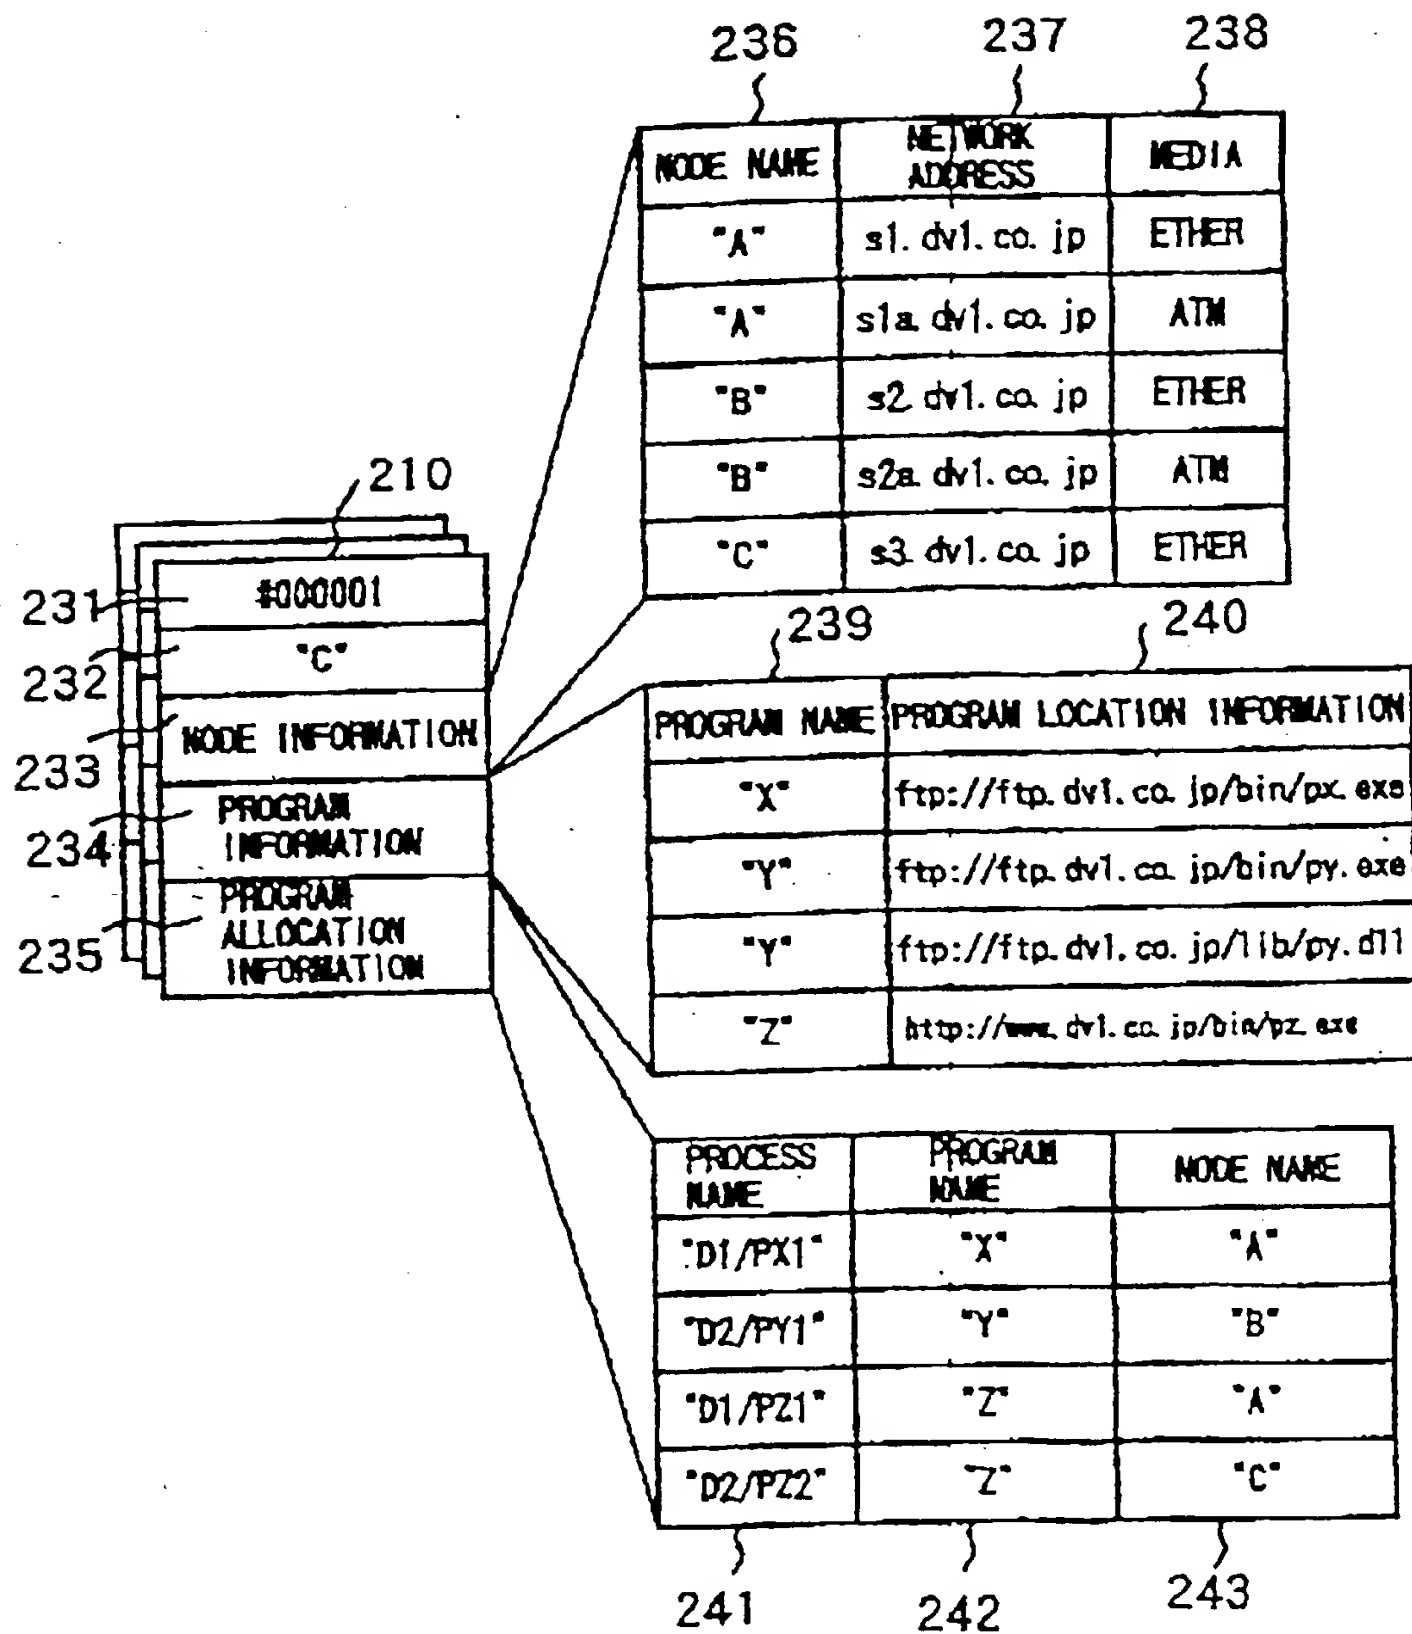 236 237 238
NODE NAME NETWORK ADDRESS MEDIA
"A" s1.dv1.co.jp ETHER
"A" s1a.dv1.co.jp ATM
"B" s2.dv1.co.jp ETHER
"B" s2a.dv1.co.jp ATM
"C" s3.dv1.co.jp ETHER
210
231 #000001
232 "C"
233 NODE INFORMATION
234 PROGRAM
INFORMATION
235 PROGRAM
ALLOCATION
INFORMATION
239 240
PROGRAM NAME PROGRAM LOCATION INFORMATION
"X" ftp://ftp.dv1.co.jp/bin/px.exe
"Y" ftp://ftp.dv1.co.jp/bin/py.exe
"Y" ftp://ftp.dv1.co.jp/lib/py.dll
"Z" http://www.dv1.co.jp/bin/pz.exe
PROCESS NAME PROGRAM NAME NODE NAME
"D1/PX1" "X" "A"
"D2/PY1" "Y" "B"
"D1/PZ1" "Z" "A"
"D2/PZ2" "Z" "C"
241 242 243